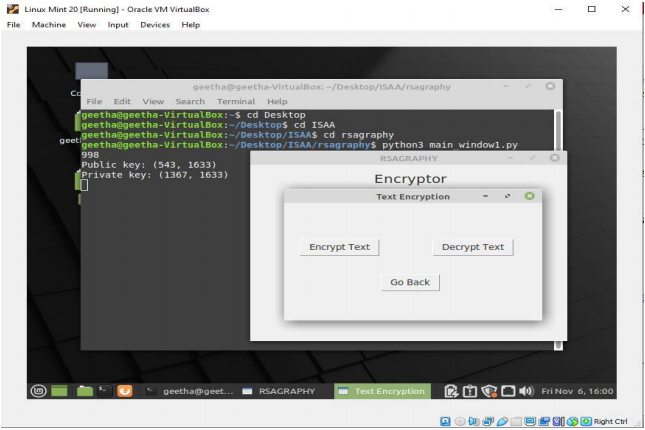 Linux Mint 20 [Running] - Oracle VM VirtualBox
File Machine View Input Devices Help
geetha@geetha-VirtualBox: ~/Desktop/ISAA/rsagraphy
File Edit View Search Terminal Help
geetha@geetha-VirtualBox:~$ cd Desktop
geetha@geetha-VirtualBox:~/Desktop$ cd ISAA
geetha@geetha-VirtualBox:~/Desktop/ISAA$ cd rsagraphy
geetha@geetha-VirtualBox:~/Desktop/ISAA/rsagraphy$ python3 main_window1.py
998
Public key: (543, 1633)
Private key: (1367, 1633)
RSAGRAPHY
Encryptor
Text Encryption
Encrypt Text Decrypt Text
Go Back
geetha@geet... RSAGRAPHY Text Encryption Fri Nov 6, 16:00
Right Ctrl